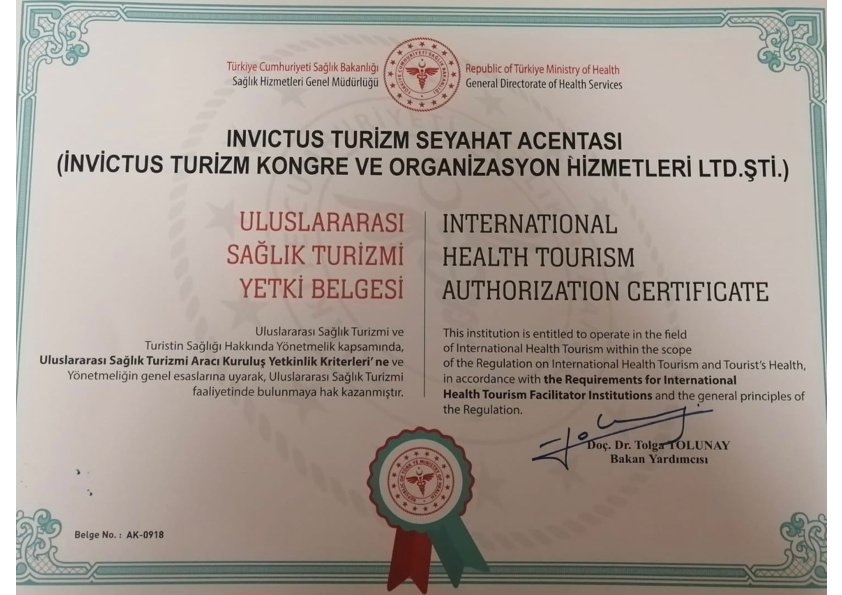 Türkiye Cumhuriyeti Sağlık Bakanlığı
Sağlık Hizmetleri Genel Müdürlüğü
Republic of Türkiye Ministry of Health
General Directorate of Health Services
INVICTUS TURİZM SEYAHAT ACENTASI
(İNVİCTUS TURİZM KONGRE VE ORGANİZASYON HİZMETLERİ LTD.ŞTİ.)
ULUSLARARASI
SAĞLIK TURİZMİ
YETKİ BELGESİ
INTERNATIONAL
HEALTH TOURISM
AUTHORIZATION CERTIFICATE
Uluslararası Sağlık Turizmi ve
Turistin Sağlığı Hakkında Yönetmelik kapsamında,
Uluslararası Sağlık Turizmi Aracı Kuruluş Yetkinlik Kriterleri' ne ve
Yönetmeliğin genel esaslarına uyarak, Uluslararası Sağlık Turizmi
faaliyetinde bulunmaya hak kazanmıştır.
This institution is entitled to operate in the field
of International Health Tourism within the scope
of the Regulation on International Health Tourism and Tourist's Health,
in accordance with the Requirements for International
Health Tourism Facilitator Institutions and the general principles of
the Regulation.
Doç. Dr. Tolga TOLUNAY
Bakan Yardımcısı
Belge No. : AK-0918